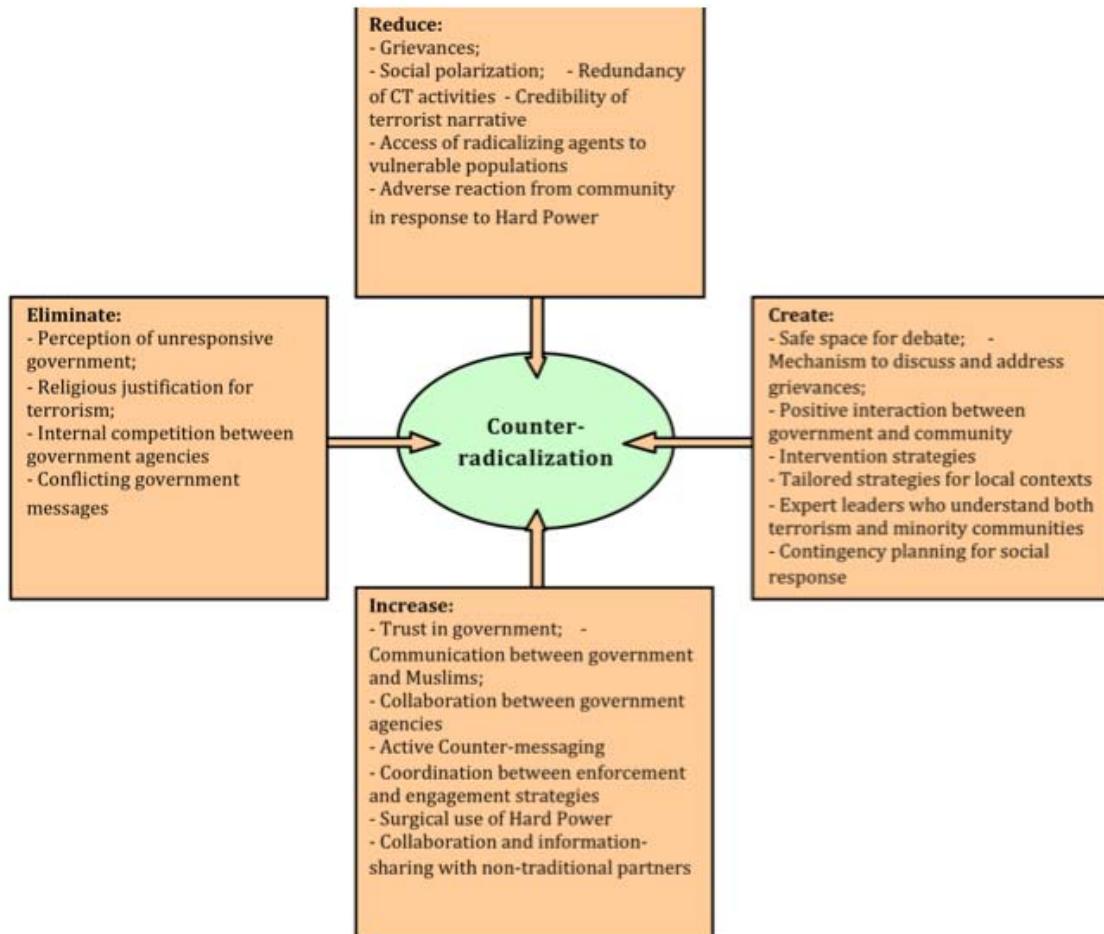 Reduce:
- Grievances;
- Social polarization;    - Redundancy
of CT activities  - Credibility of
terrorist narrative
- Access of radicalizing agents to
vulnerable populations
- Adverse reaction from community
in response to Hard Power
Eliminate:
- Perception of unresponsive
government;
- Religious justification for
terrorism;
- Internal competition between
government agencies
- Conflicting government
messages
Counter-
radicalization
Create:
- Safe space for debate;    -
Mechanism to discuss and address
grievances;
- Positive interaction between
government and community
- Intervention strategies
- Tailored strategies for local contexts
- Expert leaders who understand both
terrorism and minority communities
- Contingency planning for social
response
Increase:
- Trust in government;    -
Communication between government
and Muslims;
- Collaboration between government
agencies
- Active Counter-messaging
- Coordination between enforcement
and engagement strategies
- Surgical use of Hard Power
- Collaboration and information-
sharing with non-traditional partners